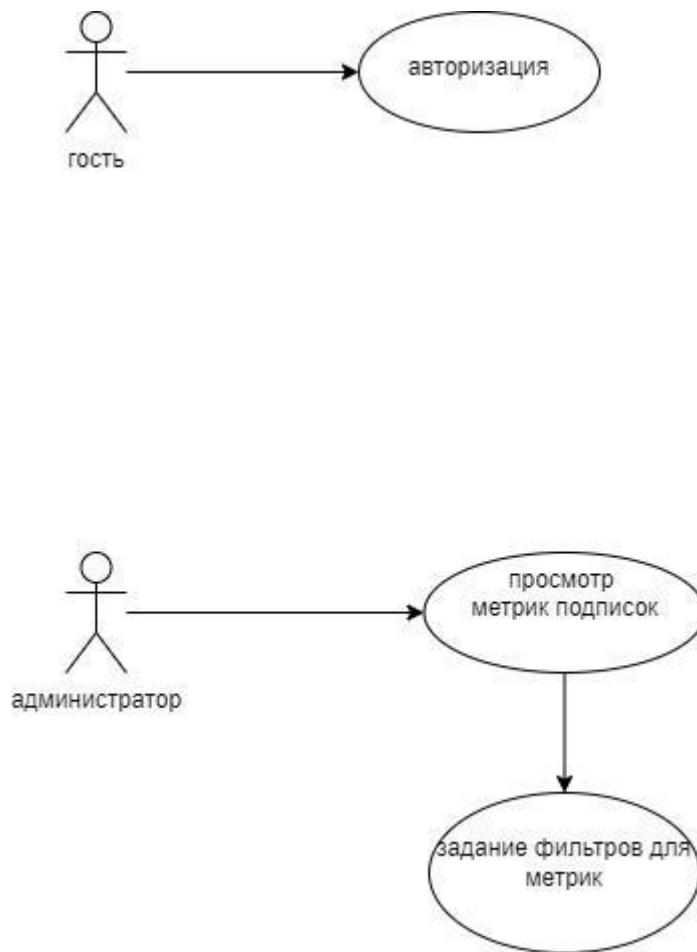 авторизация
гость
просмотр
метрик подписок
администратор
задание фильтров для
метрик